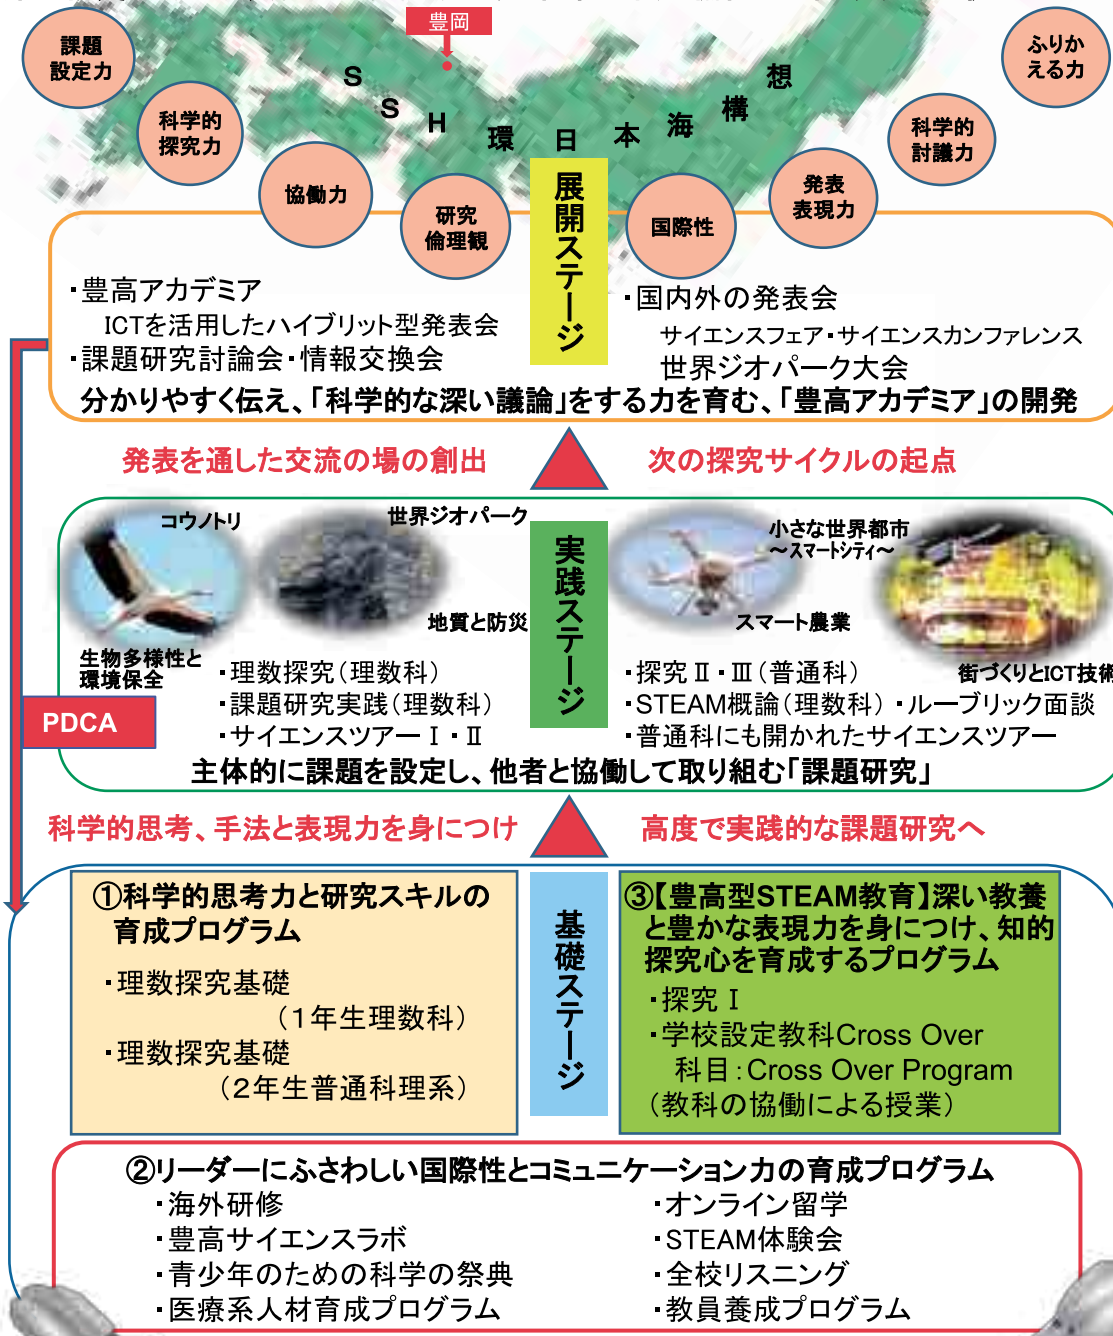 豊岡
課題
設定力
ふりか
える力
科学的
探究力
SSH環日本海構想
科学的
討議力
協働力
発表
表現力
研究
倫理観
国際性
展開ステージ
・豊高アカデミア
ICTを活用したハイブリット型発表会
・課題研究討論会・情報交換会
・国内外の発表会
サイエンスフェア・サイエンスカンファレンス
世界ジオパーク大会
分かりやすく伝え、「科学的な深い議論」をする力を育む、「豊高アカデミア」の開発
発表を通した交流の場の創出
次の探究サイクルの起点
コウノトリ
世界ジオパーク
実践ステージ
小さな世界都市
～スマートシティ～
地質と防災
スマート農業
生物多様性と
環境保全
街づくりとICT技術
・理数探究(理数科)
・課題研究実践(理数科)
・サイエンスツアーⅠ・Ⅱ
・探究Ⅱ・Ⅲ(普通科)
・STEAM概論(理数科)・ルーブリック面談
・普通科にも開かれたサイエンスツアー
PDCA
主体的に課題を設定し、他者と協働して取り組む「課題研究」
科学的思考、手法と表現力を身につけ
高度で実践的な課題研究へ
基礎ステージ
①科学的思考力と研究スキルの
育成プログラム
・理数探究基礎
(1年生理数科)
・理数探究基礎
(2年生普通科理系)
③【豊高型STEAM教育】深い教養
と豊かな表現力を身につけ、知的
探究心を育成するプログラム
・探究Ⅰ
・学校設定教科Cross Over
科目:Cross Over Program
(教科の協働による授業)
②リーダーにふさわしい国際性とコミュニケーション力の育成プログラム
・海外研修
・豊高サイエンスラボ
・青少年のための科学の祭典
・医療系人材育成プログラム
・オンライン留学
・STEAM体験会
・全校リスニング
・教員養成プログラム